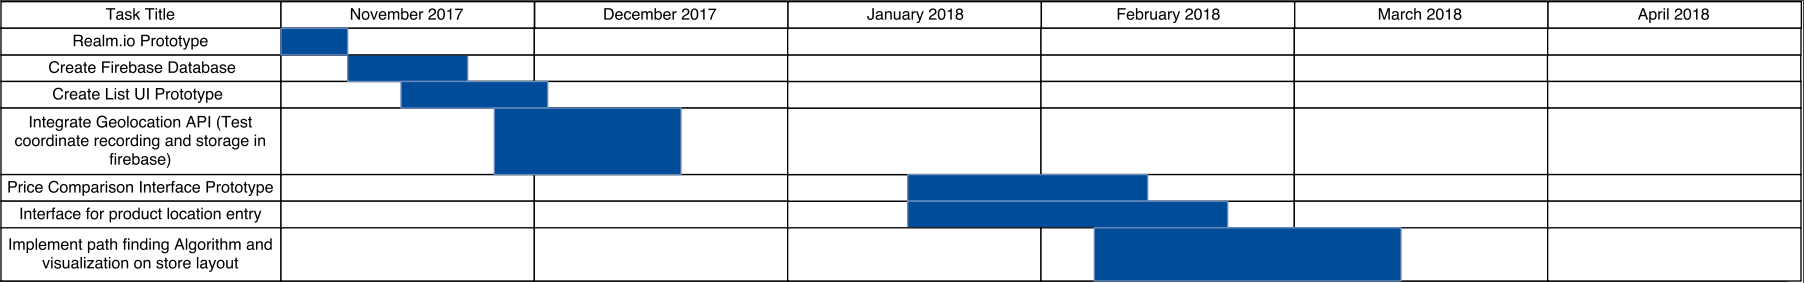 Task Title
November 2017
December 2017
January 2018
February 2018
March 2018
April 2018
Realm.io Prototype
Create Firebase Database
Create List UI Prototype
Integrate Geolocation API (Test
coordinate recording and storage in
firebase)
Price Comparison Interface Prototype
Interface for product location entry
Implement path finding Algorithm and
visualization on store layout